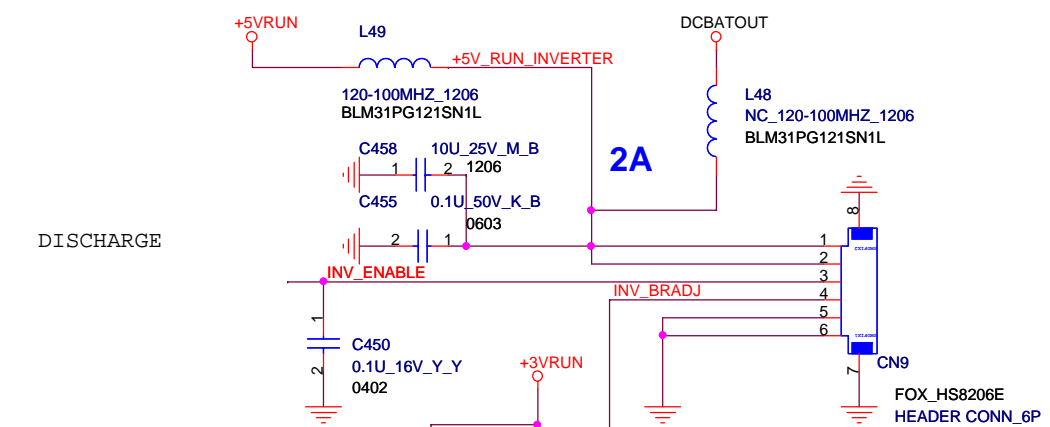 +5VRUN
L49
DCBATOUT
+5V_RUN_INVERTER
120-100MHZ_1206
BLM31PG121SN1L
L48
NC_120-100MHZ_1206
BLM31PG121SN1L
C458
10U_25V_M_B
1
2
1206
2A
C455
0.1U_50V_K_B
0603
8
DISCHARGE
2
1
1
2
INV_ENABLE
3
INV_BRADJ
4
5
6
1
C450
0.1U_16V_Y_Y
0402
2
+3VRUN
CN9
7
FOX_HS8206E
HEADER CONN_6P